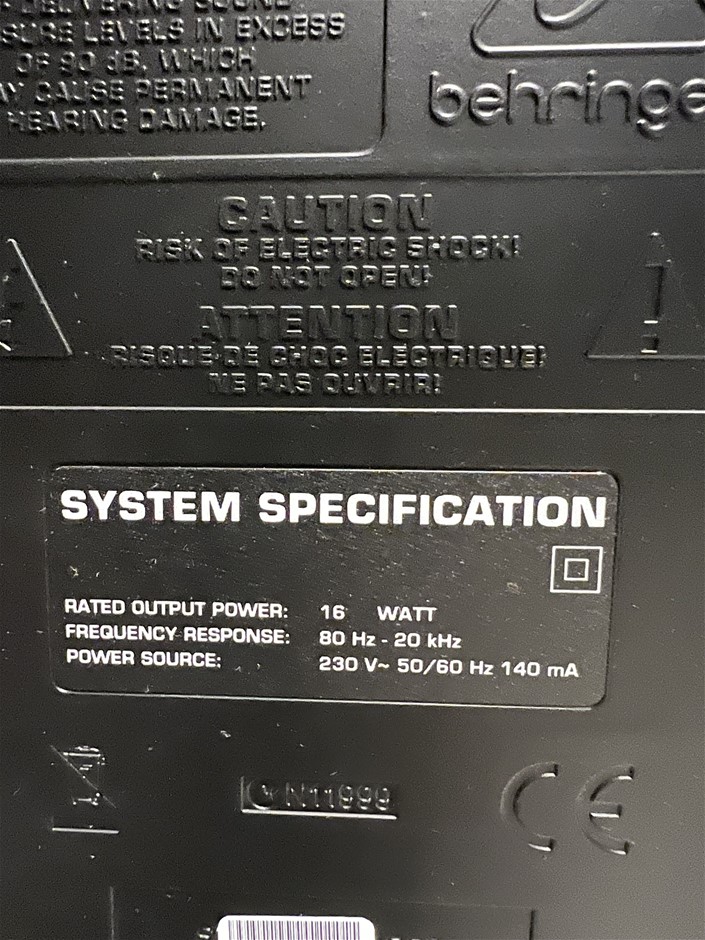 DELIVERING SOUND
SURE LEVELS IN EXCESS
OF 90 dB, WHICH
AY CAUSE PERMANENT
HEARING DAMAGE.
behringe
CAUTION
RISK OF ELECTRIC SHOCK!
DO NOT OPEN!
ATTENTION
RISQUE DE CHOC ELECTRIQUE!
NE PAS OUVRIR!
SYSTEM SPECIFICATION
RATED OUTPUT POWER: 16 WATT
FREQUENCY RESPONSE: 80 Hz - 20 kHz
POWER SOURCE: 230 V~ 50/60 Hz 140 mA
N11999
CE